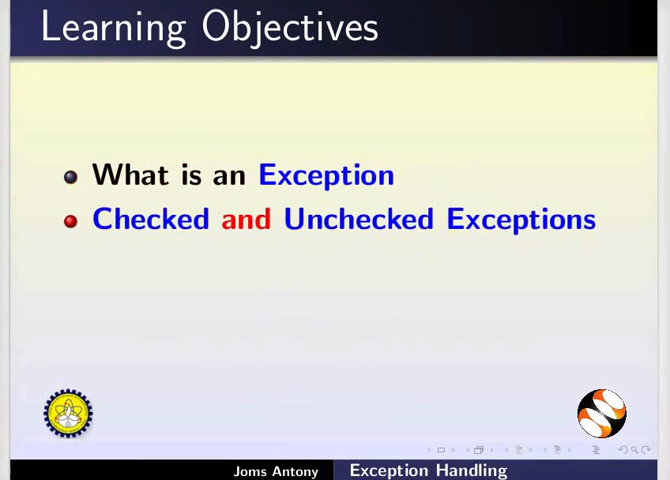 Learning Objectives
What is an Exception
Checked and Unchecked Exceptions
Joms Antony Exception Handling